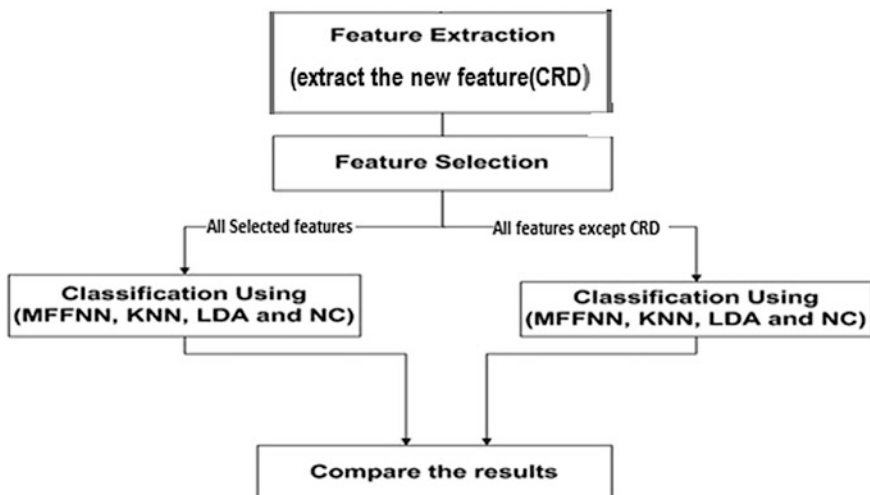 Feature Extraction
(extract the new feature(CRD)
Feature Selection
All Selected features
All features except CRD
Classification Using
(MFFNN, KNN, LDA and NC)
Classification Using
(MFFNN, KNN, LDA and NC)
Compare the results